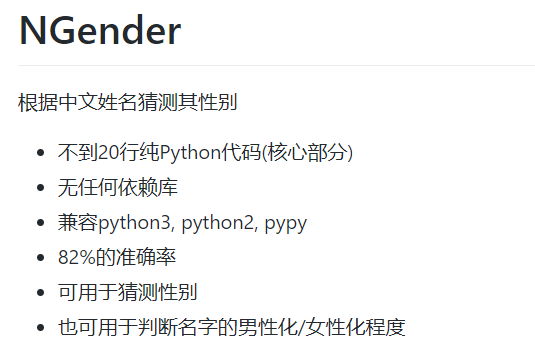 NGender
根据中文姓名猜测其性别
不到20行纯Python代码(核心部分)
无任何依赖库
兼容python3, python2, pypy
82%的准确率
可用于猜测性别
也可用于判断名字的男性化/女性化程度